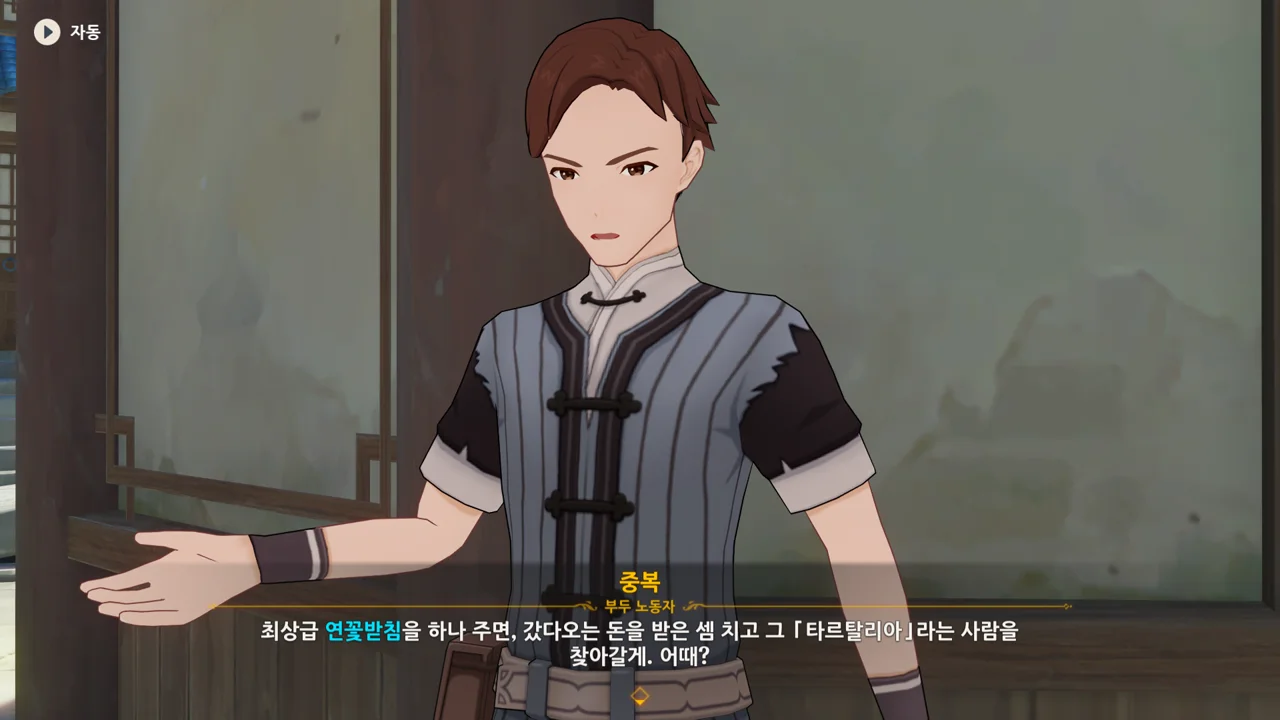 자동
중복
부두 노동자
최상급 연꽃받침을 하나 주면, 갔다오는 돈을 받은 셈 치고 그 「타르탈리아」라는 사람을
찾아갈게. 어때?